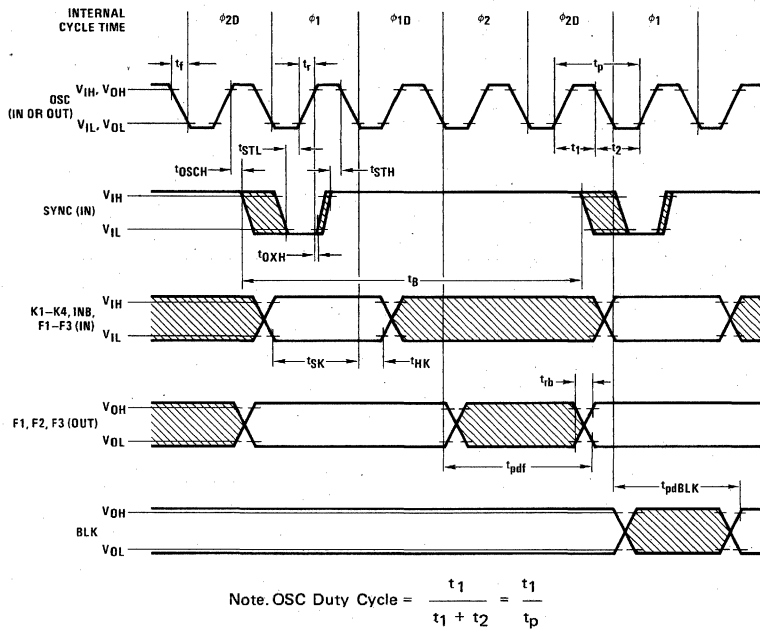 INTERNAL
CYCLE TIME
ϕ2D ϕ1 ϕ1D ϕ2 ϕ2D ϕ1
tf tr tp
VIH, VOH
OSC
(IN OR OUT)
VIL, VOL
tSTL t1 t2
tOSCH tSTH
VIH
SYNC (IN)
VIL
tOXH
tB
VIH
K1–K4, INB,
F1–F3 (IN)
VIL
tSK tHK
trb
VOH
F1, F2, F3 (OUT)
VOL
tpdf
tpdBLK
VOH
BLK
VOL
Note. OSC Duty Cycle = t1 / (t1 + t2) = t1 / tp